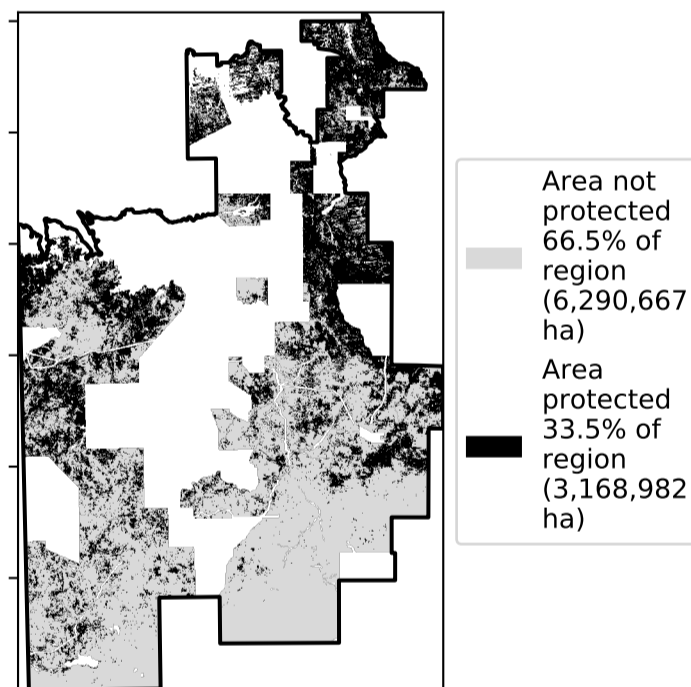 Area not
protected
66.5% of
region
(6,290,667
ha)
Area
protected
33.5% of
region
(3,168,982
ha)